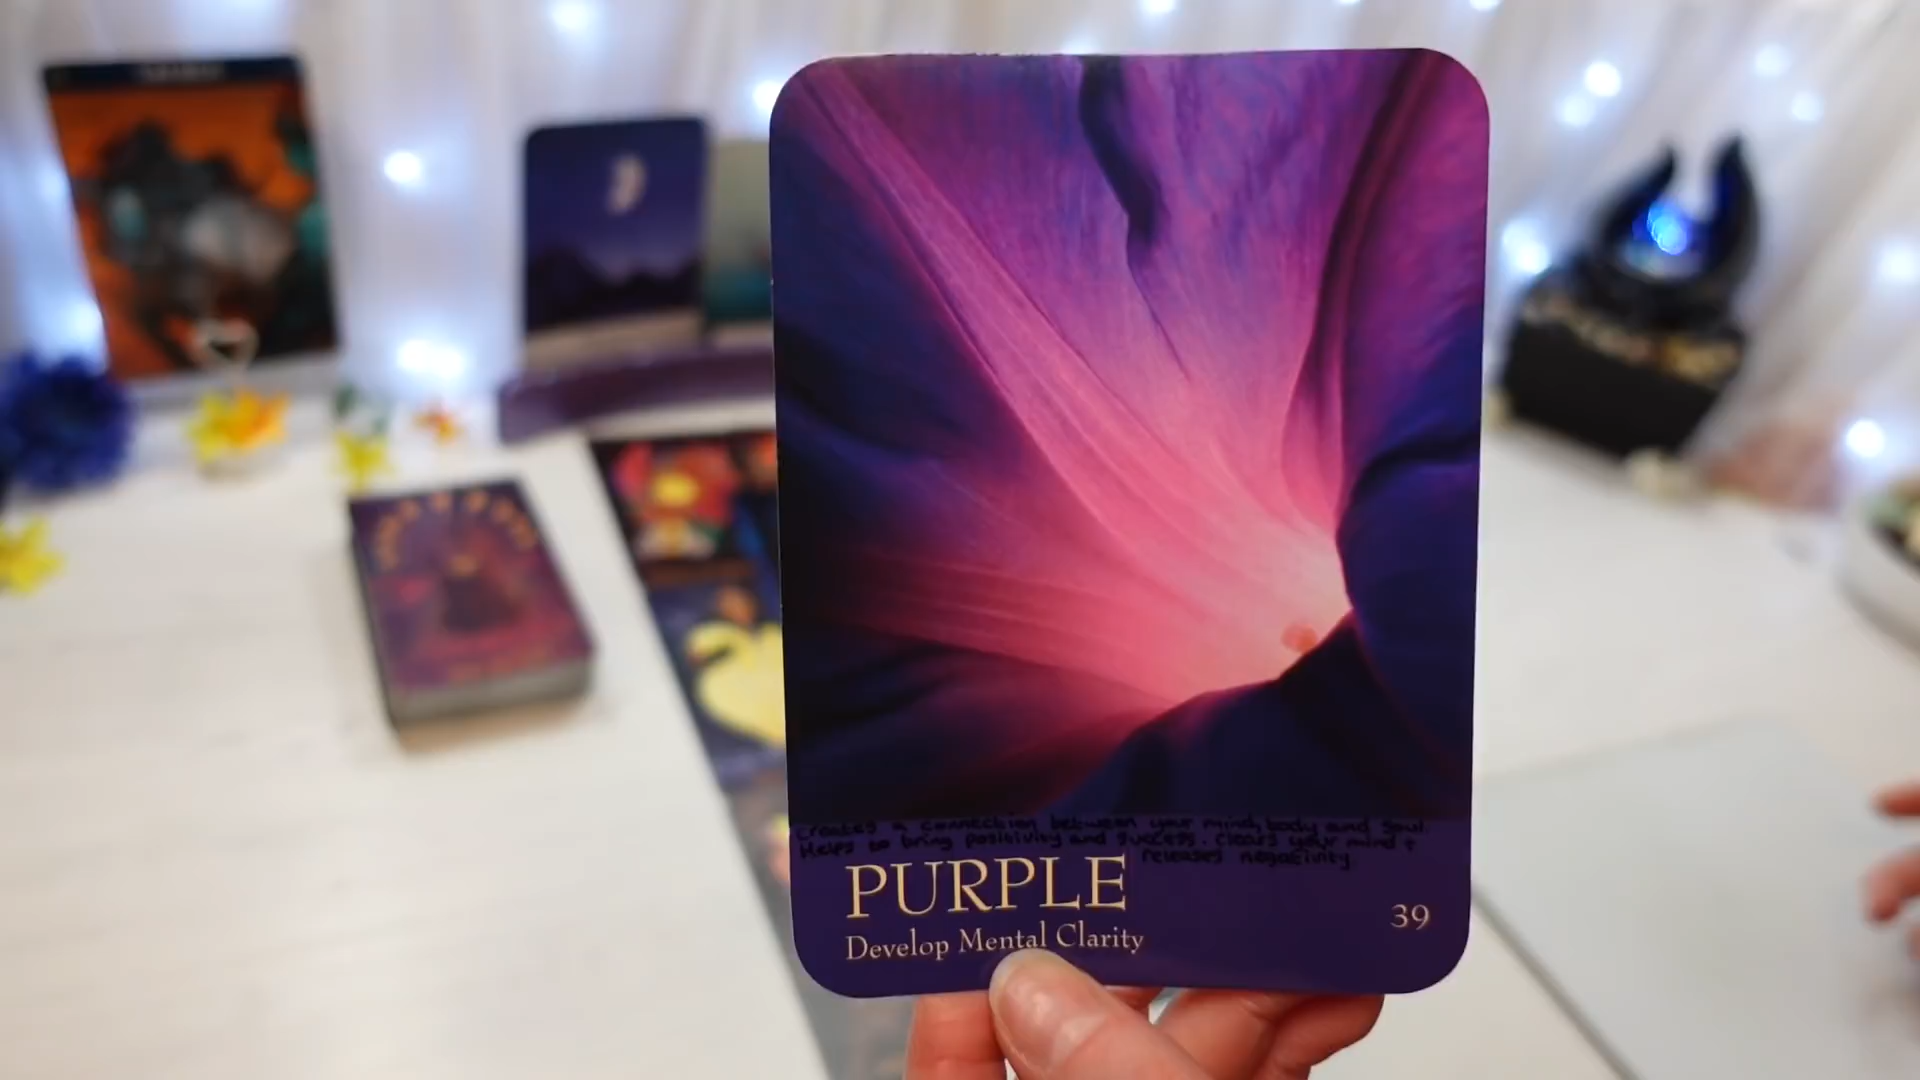 Creates a connection between your mind, body and soul.
Helps to bring positivity and success. Clears your mind +
releases negativity
PURPLE
Develop Mental Clarity
39